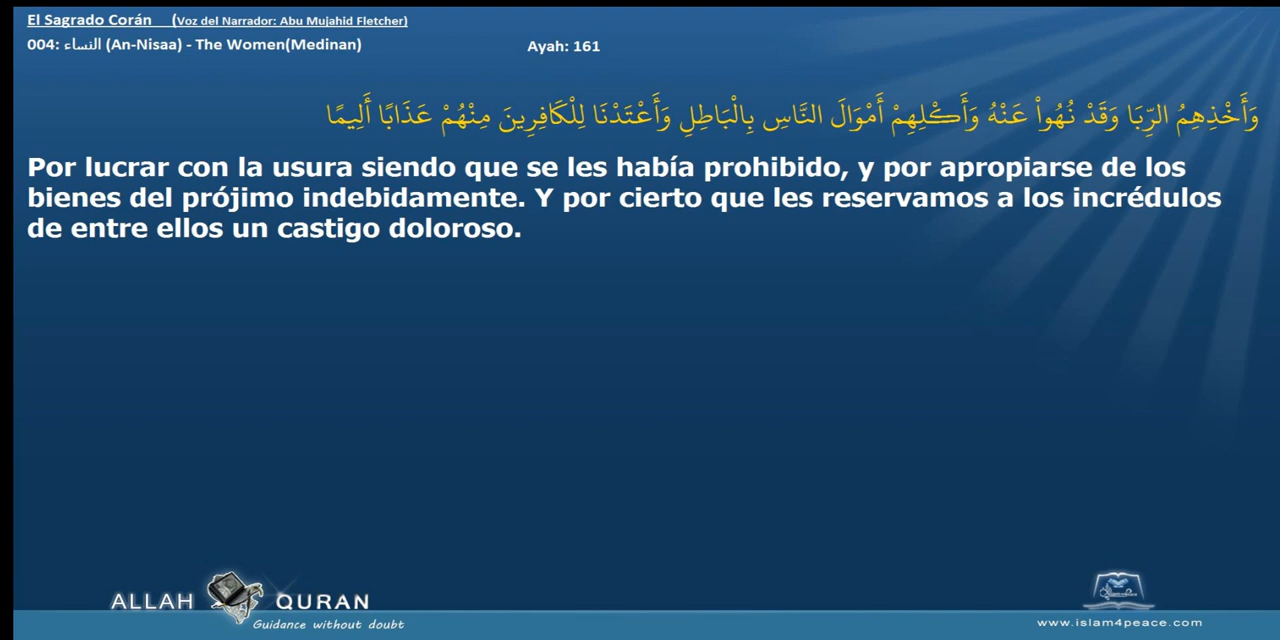 El Sagrado Corán (Voz del Narrador: Abu Mujahid Fletcher)
004: النساء (An-Nisaa) - The Women(Medinan) Ayah: 161
وَأَخْذِهِمُ الرِّبَا وَقَدْ نُهُواْ عَنْهُ وَأَكْلِهِمْ أَمْوَالَ النَّاسِ بِالْبَاطِلِ وَأَعْتَدْنَا لِلْكَافِرِينَ مِنْهُمْ عَذَابًا أَلِيمًا
Por lucrar con la usura siendo que se les había prohibido, y por apropiarse de los
bienes del prójimo indebidamente. Y por cierto que les reservamos a los incrédulos
de entre ellos un castigo doloroso.
ALLAH QURAN
Guidance without doubt
www.islam4peace.com